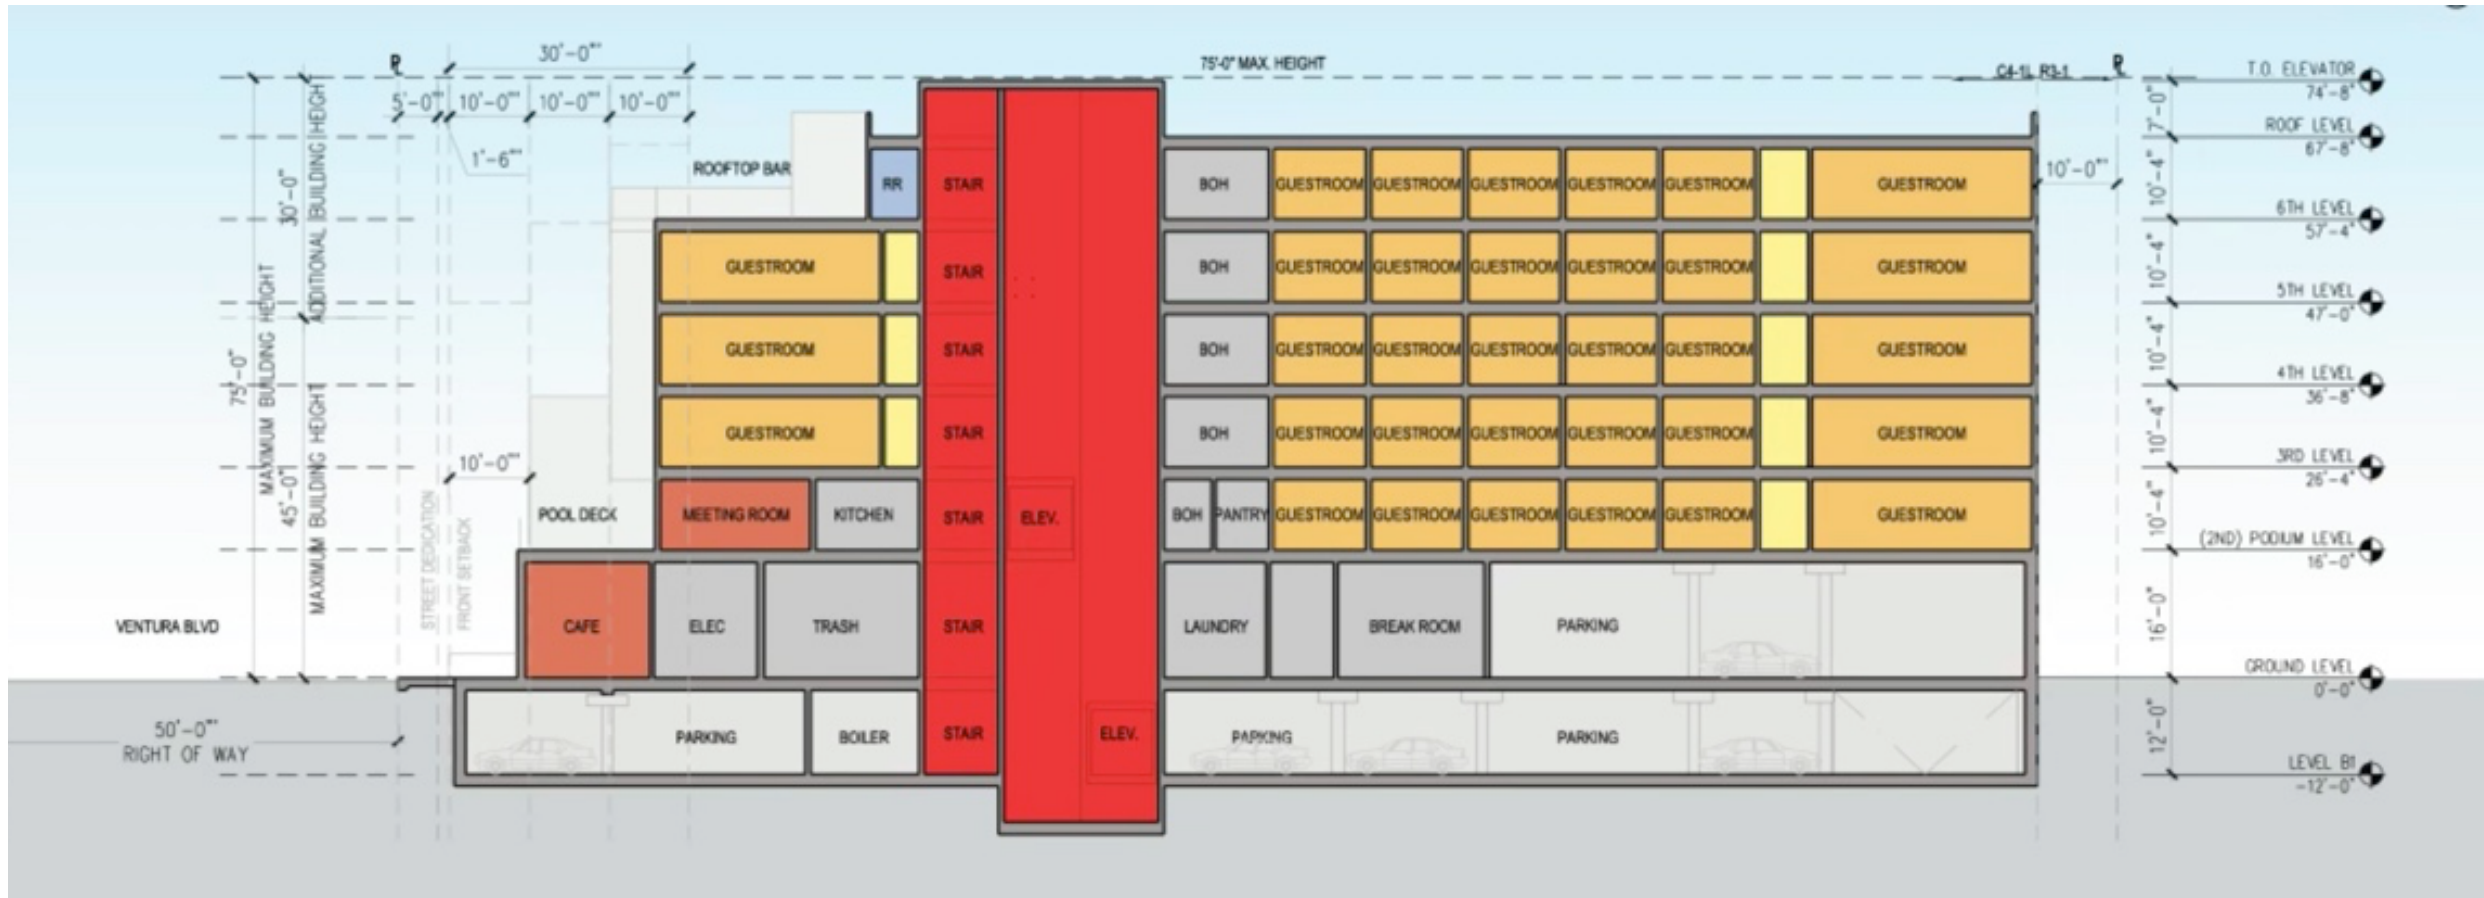 30'-0"
75'-0" MAX. HEIGHT
C4-1L R3-1
T.O. ELEVATOR
74'-8"
5'-0" 10'-0" 10'-0" 10'-0"
7'-0"
ROOF LEVEL
67'-8"
1'-6"
ROOFTOP BAR
RR STAIR BOH GUESTROOM GUESTROOM GUESTROOM GUESTROOM GUESTROOM GUESTROOM
10'-0"
10'-4"
6TH LEVEL
57'-4"
GUESTROOM STAIR BOH GUESTROOM GUESTROOM GUESTROOM GUESTROOM GUESTROOM GUESTROOM
10'-4"
5TH LEVEL
47'-0"
30'-0"
ADDITIONAL BUILDING HEIGHT
75'-0"
MAXIMUM BUILDING HEIGHT
GUESTROOM STAIR BOH GUESTROOM GUESTROOM GUESTROOM GUESTROOM GUESTROOM GUESTROOM
10'-4"
4TH LEVEL
36'-8"
GUESTROOM STAIR BOH GUESTROOM GUESTROOM GUESTROOM GUESTROOM GUESTROOM GUESTROOM
10'-4"
3RD LEVEL
26'-4"
10'-0"
45'-0"
MAXIMUM BUILDING HEIGHT
STREET DEDICATION
FRONT SETBACK
POOL DECK MEETING ROOM KITCHEN STAIR ELEV. BOH PANTRY GUESTROOM GUESTROOM GUESTROOM GUESTROOM GUESTROOM GUESTROOM
10'-4"
(2ND) PODIUM LEVEL
16'-0"
VENTURA BLVD
CAFE ELEC TRASH STAIR LAUNDRY BREAK ROOM PARKING
16'-0"
GROUND LEVEL
0'-0"
50'-0"
RIGHT OF WAY
PARKING BOILER STAIR ELEV. PARKING PARKING
12'-0"
LEVEL B1
-12'-0"